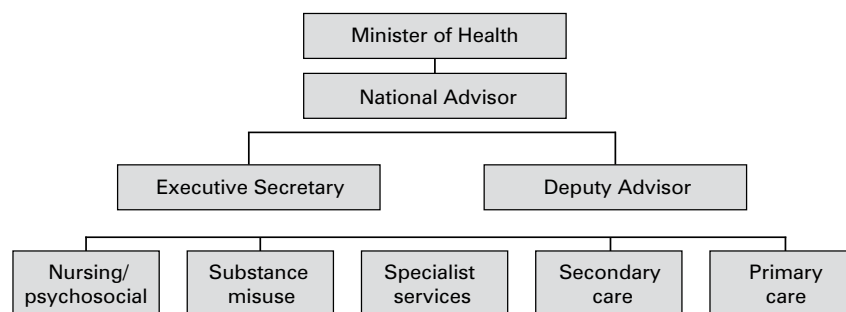 Minister of Health
National Advisor
Executive Secretary
Deputy Advisor
Nursing/
psychosocial
Substance
misuse
Specialist
services
Secondary
care
Primary
care